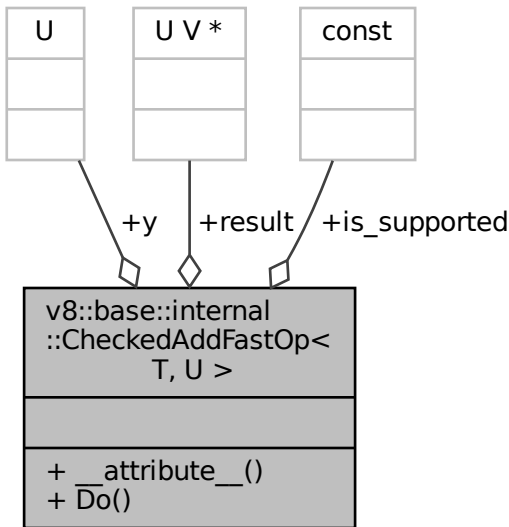 U
U V *
const
+y
+result
+is_supported
v8::base::internal
::CheckedAddFastOp<
T, U >
+ __attribute__()
+ Do()